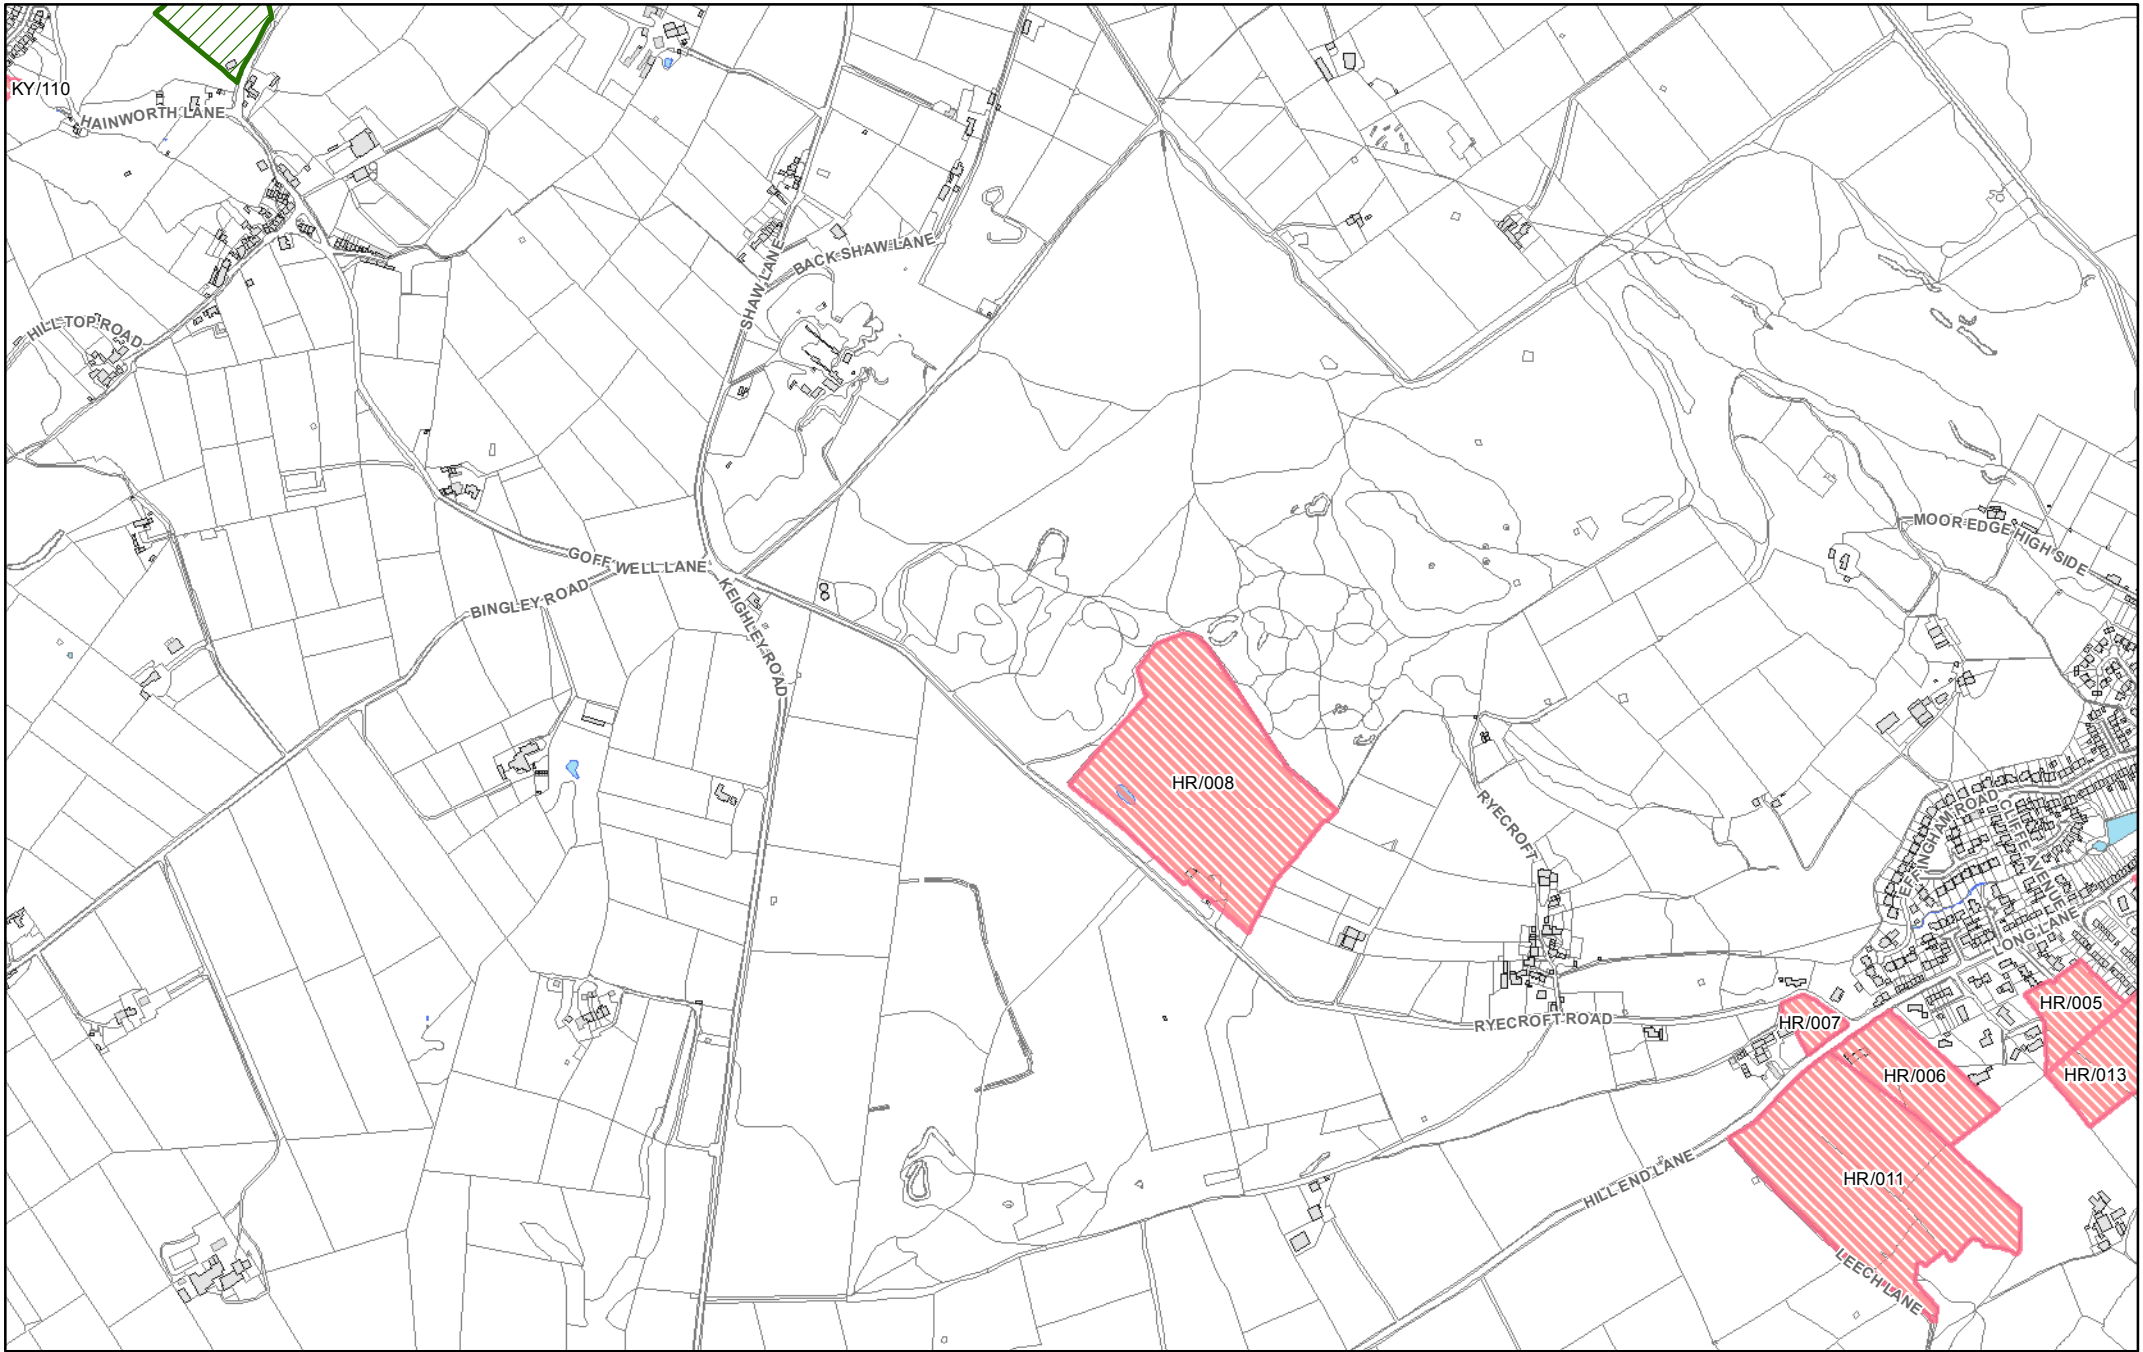 KY/110
HAINWORTH LANE
HILL TOP ROAD
SHAW LANE
BACK SHAW LANE
GOFF WELL LANE
BINGLEY ROAD
KEIGHLEY ROAD
MOOR EDGE HIGH SIDE
HR/008
RYECROFT
EFFINGHAM ROAD
CLIFFE AVENUE
LONG LANE
RYECROFT ROAD
HR/007
HR/005
HR/006
HR/013
HR/011
HILL END LANE
LEECH LANE